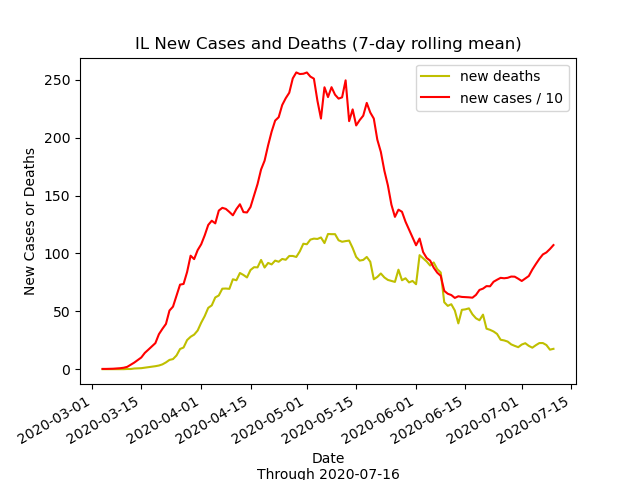 IL New Cases and Deaths (7-day rolling mean)
new deaths
new cases / 10
250
200
150
100
50
0
New Cases or Deaths
2020-03-01
2020-03-15
2020-04-01
2020-04-15
2020-05-01
2020-05-15
2020-06-01
2020-06-15
2020-07-01
2020-07-15
Date
Through 2020-07-16